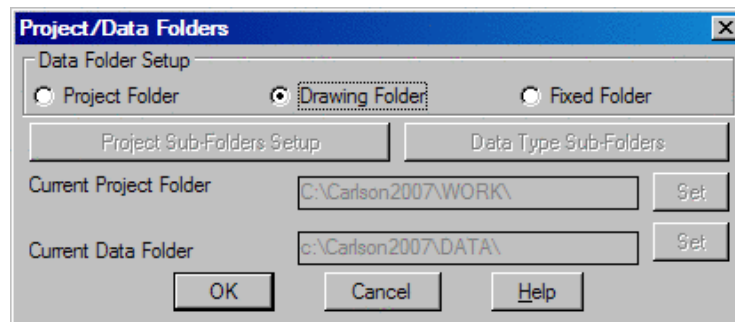 Project/Data Folders
Data Folder Setup
Project Folder Drawing Folder Fixed Folder
Project Sub-Folders Setup Data Type Sub-Folders
Current Project Folder C:\Carlson2007\WORK\ Set
Current Data Folder c:\Carlson2007\DATA\ Set
OK Cancel Help